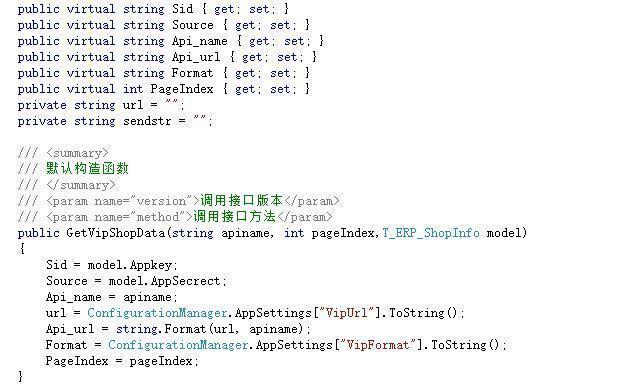 public virtual string Sid { get; set; }
public virtual string Source { get; set; }
public virtual string Api_name { get; set; }
public virtual string Api_url { get; set; }
public virtual string Format { get; set; }
public virtual int PageIndex { get; set; }
private string url = "";
private string sendstr = "";
/// <summary>
/// 默认构造函数
/// </summary>
/// <param name="version">调用接口版本</param>
/// <param name="method">调用接口方法</param>
public GetVipShopData(string apiname, int pageIndex,T_ERP_ShopInfo model)
{
Sid = model.Appkey;
Source = model.AppSecrect;
Api_name = apiname;
url = ConfigurationManager.AppSettings["VipUrl"].ToString();
Api_url = string.Format(url, apiname);
Format = ConfigurationManager.AppSettings["VipFormat"].ToString();
PageIndex = pageIndex;
}